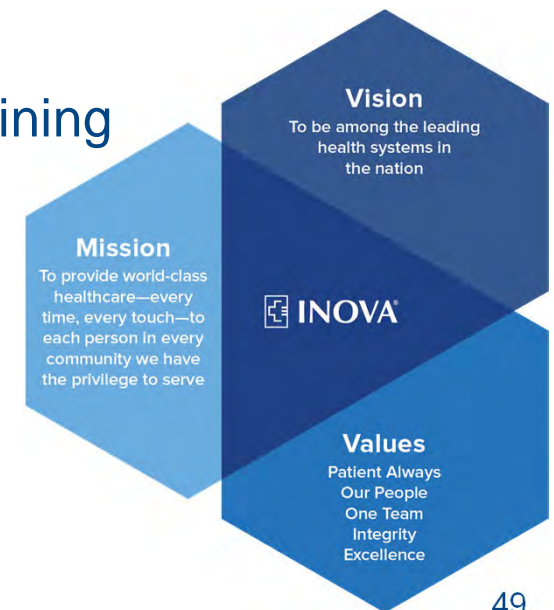 ining
Vision
To be among the leading
health systems in
the nation
Mission
To provide world-class
healthcare—every
time, every touch—to
each person in every
community we have
the privilege to serve
INOVA®
Values
Patient Always
Our People
One Team
Integrity
Excellence
49